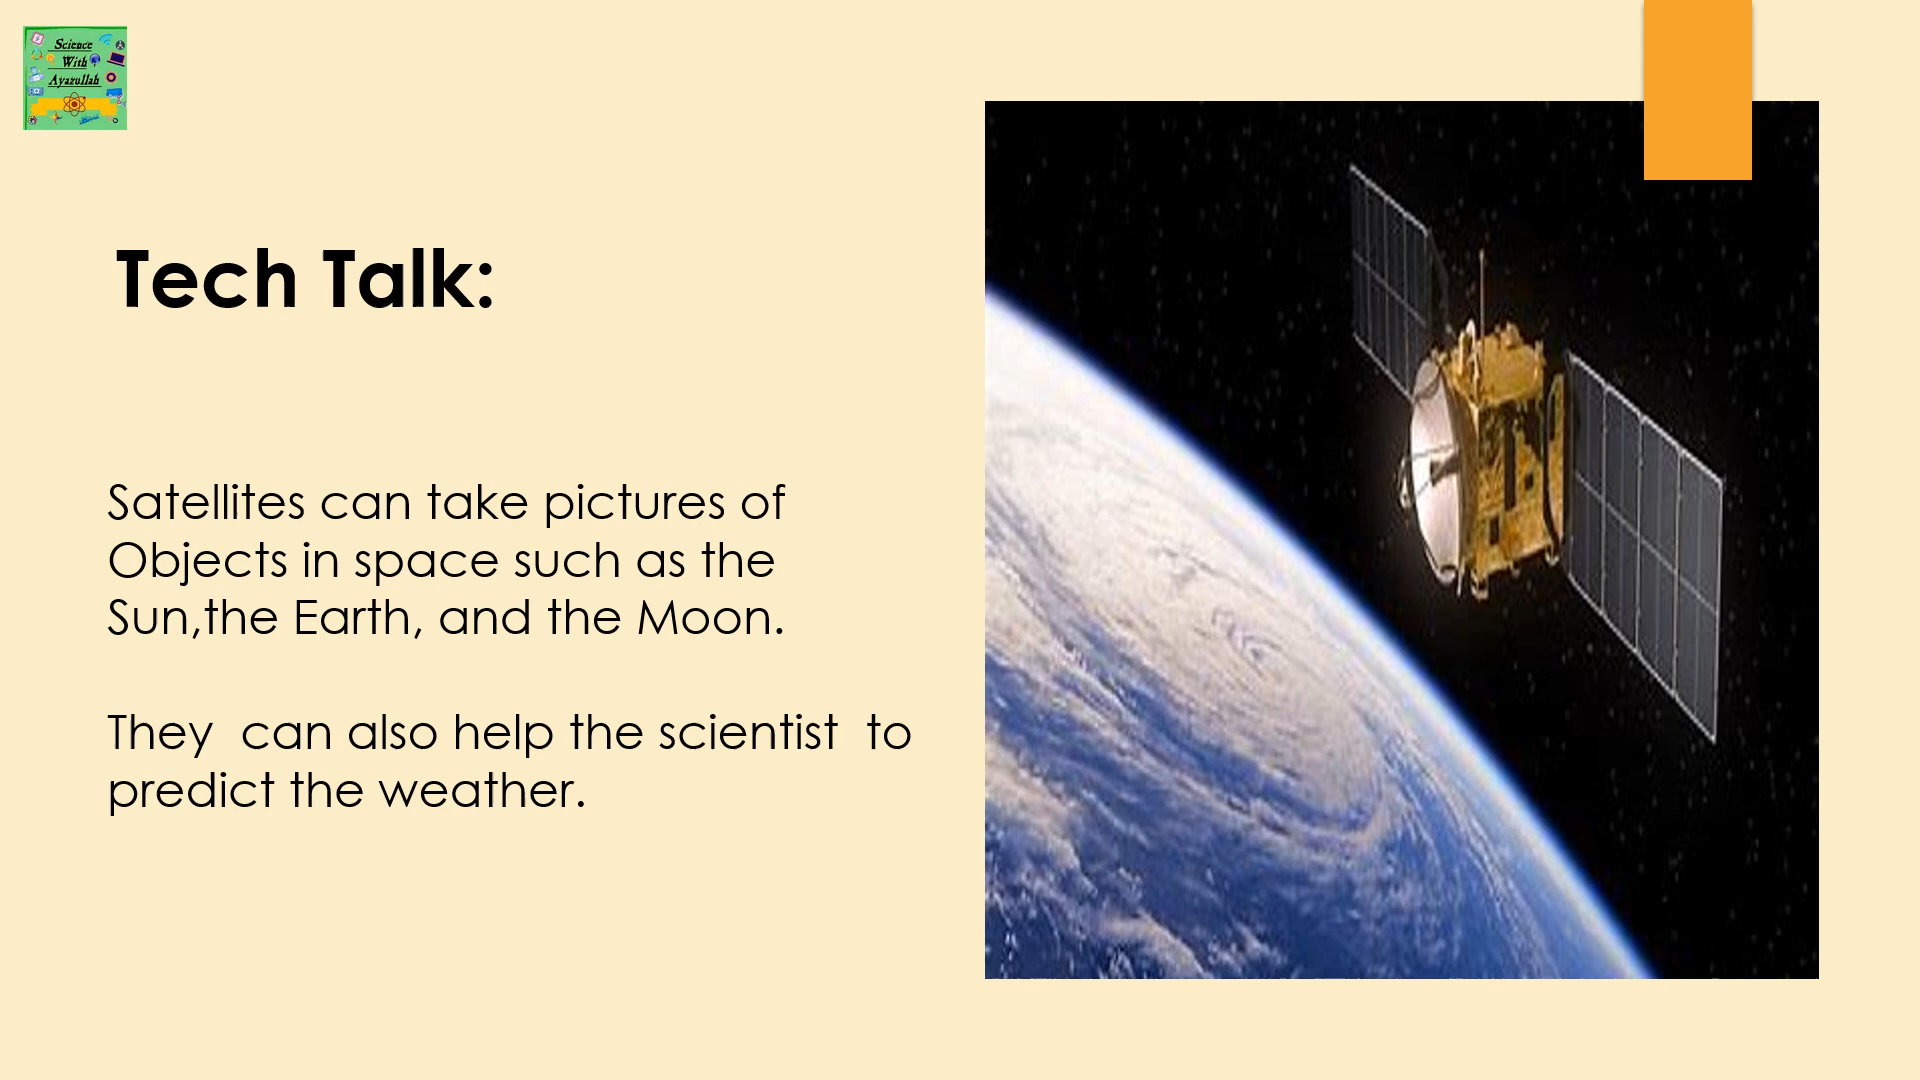 Science
With
Ayazullah
Tech Talk:
Satellites can take pictures of
Objects in space such as the
Sun,the Earth, and the Moon.
They  can also help the scientist  to
predict the weather.